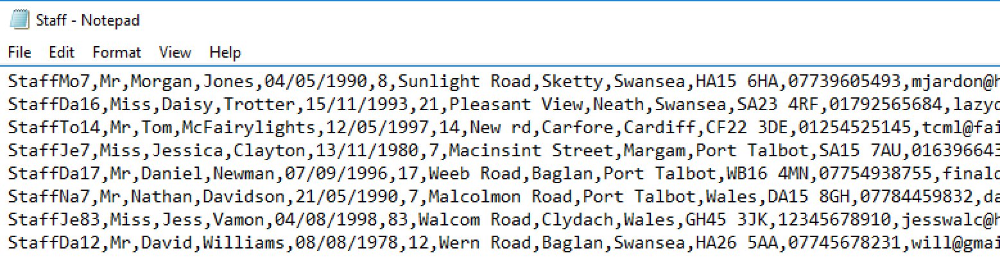 Staff - Notepad
File Edit Format View Help
StaffMo7,Mr,Morgan,Jones,04/05/1990,8,Sunlight Road,Sketty,Swansea,HA15 6HA,07739605493,mjardon@h
StaffDa16,Miss,Daisy,Trotter,15/11/1993,21,Pleasant View,Neath,Swansea,SA23 4RF,01792565684,lazyc
StaffTo14,Mr,Tom,McFairylights,12/05/1997,14,New rd,Carfore,Cardiff,CF22 3DE,01254525145,tcml@fai
StaffJe7,Miss,Jessica,Clayton,13/11/1980,7,Macinsint Street,Margam,Port Talbot,SA15 7AU,016396643
StaffDa17,Mr,Daniel,Newman,07/09/1996,17,Weeb Road,Baglan,Port Talbot,WB16 4MN,07754938755,finalc
StaffNa7,Mr,Nathan,Davidson,21/05/1990,7,Malcolmon Road,Port Talbot,Wales,DA15 8GH,07784459832,da
StaffJe83,Miss,Jess,Vamon,04/08/1998,83,Walcom Road,Clydach,Wales,GH45 3JK,12345678910,jesswalc@h
StaffDa12,Mr,David,Williams,08/08/1978,12,Wern Road,Baglan,Swansea,HA26 5AA,07745678231,will@gmai